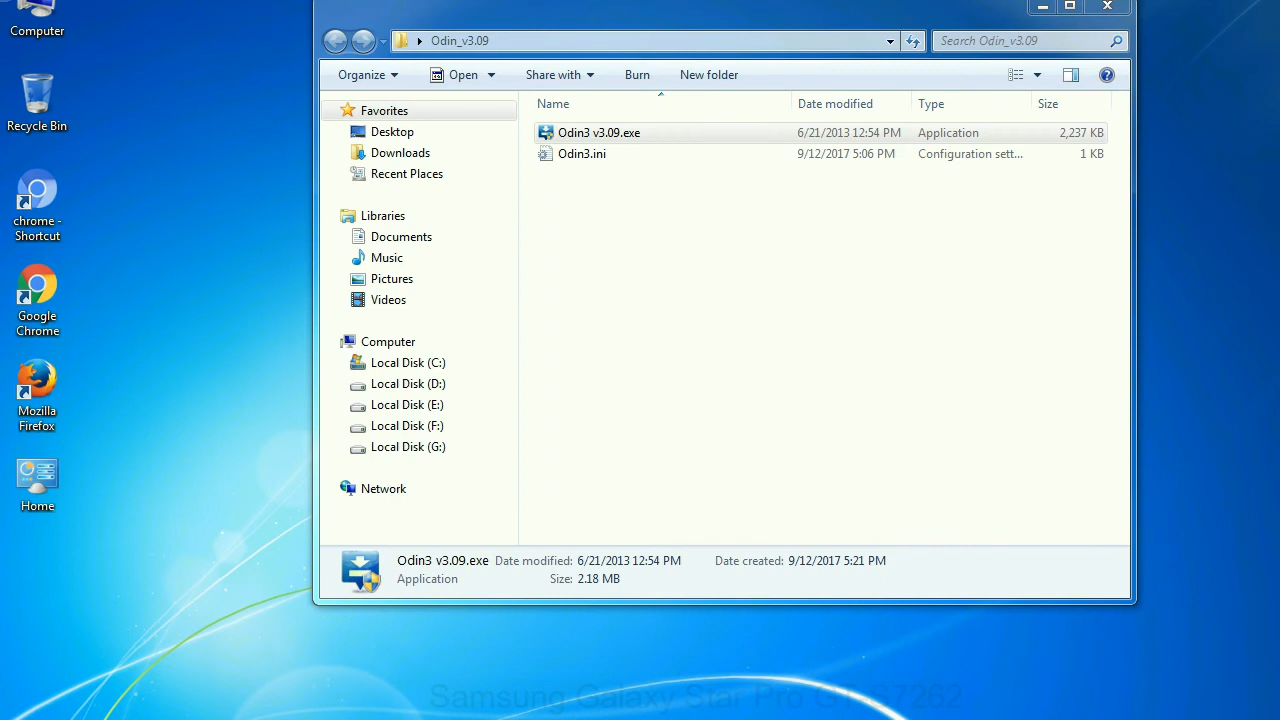 Computer
Recycle Bin
chrome -
Shortcut
Google
Chrome
Mozilla
Firefox
Home
Odin_v3.09
Search Odin_v3.09
Organize
Open
Share with
Burn
New folder
Favorites
Desktop
Downloads
Recent Places
Libraries
Documents
Music
Pictures
Videos
Computer
Local Disk (C:)
Local Disk (D:)
Local Disk (E:)
Local Disk (F:)
Local Disk (G:)
Network
Name Date modified Type Size
Odin3 v3.09.exe 6/21/2013 12:54 PM Application 2,237 KB
Odin3.ini 9/12/2017 5:06 PM Configuration sett... 1 KB
Odin3 v3.09.exe Date modified: 6/21/2013 12:54 PM Date created: 9/12/2017 5:21 PM
Application Size: 2.18 MB
Samsung Galaxy Star Pro GT-S7262